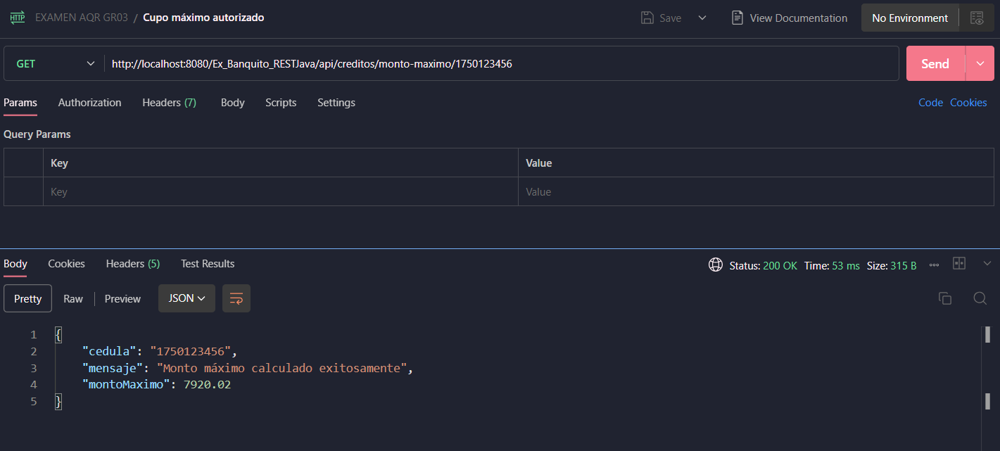 HTTP EXAMEN AQR GR03 / Cupo máximo autorizado Save View Documentation No Environment
GET http://localhost:8080/Ex_Banquito_RESTJava/api/creditos/monto-maximo/1750123456 Send
Params Authorization Headers (7) Body Scripts Settings Code Cookies
Query Params
Key Value
Key Value
Body Cookies Headers (5) Test Results Status: 200 OK Time: 53 ms Size: 315 B
Pretty Raw Preview JSON
1 {
2 "cedula": "1750123456",
3 "mensaje": "Monto máximo calculado exitosamente",
4 "montoMaximo": 7920.02
5 }